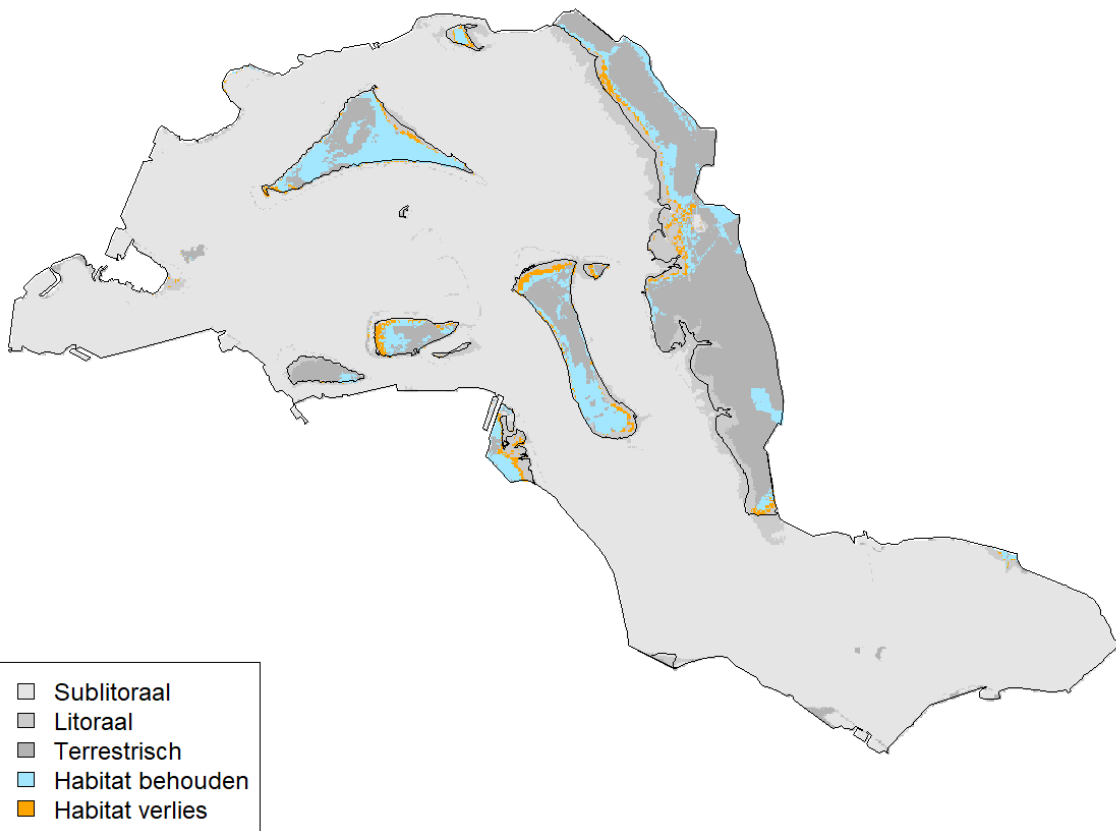 Sublitoraal
Litoraal
Terrestrisch
Habitat behouden
Habitat verlies